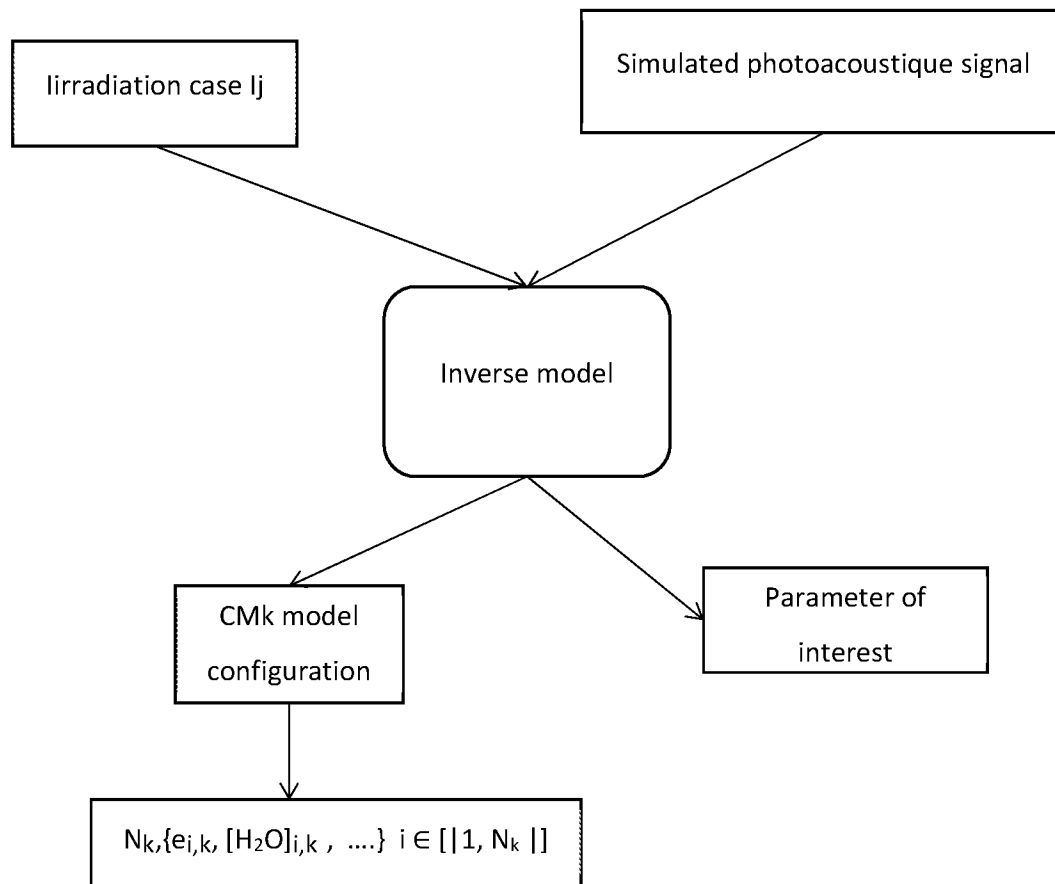 Iirradiation case Ij
Simulated photoacoustique signal
Inverse model
CMk model
configuration
Parameter of
interest
Nₖ,{eᵢ,ₖ, [H₂O]ᵢ,ₖ , ....} i ∈ [|1, Nₖ |]